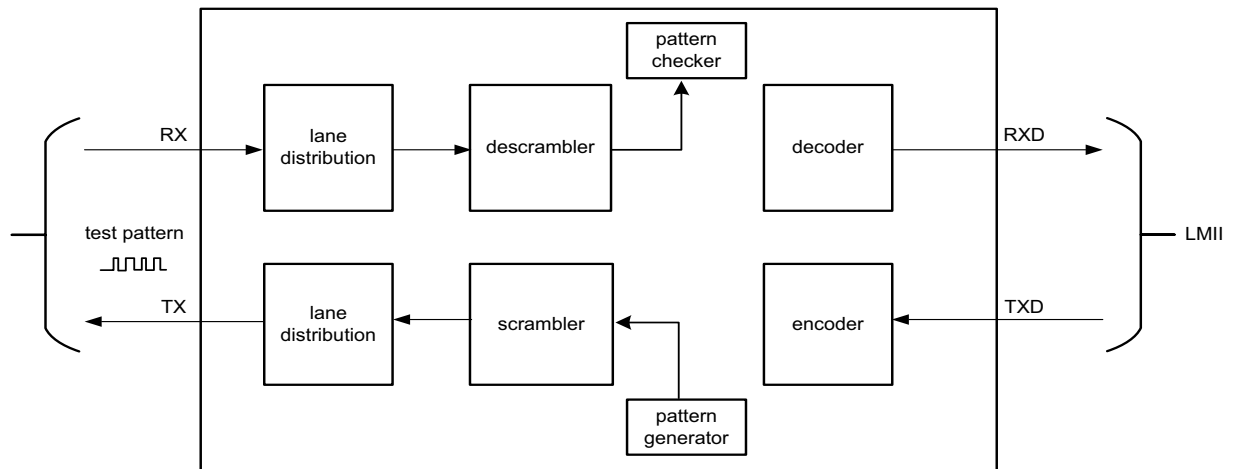 pattern
checker
RX
lane
distribution
descrambler
decoder
RXD
test pattern
LMII
TX
lane
distribution
scrambler
encoder
TXD
pattern
generator